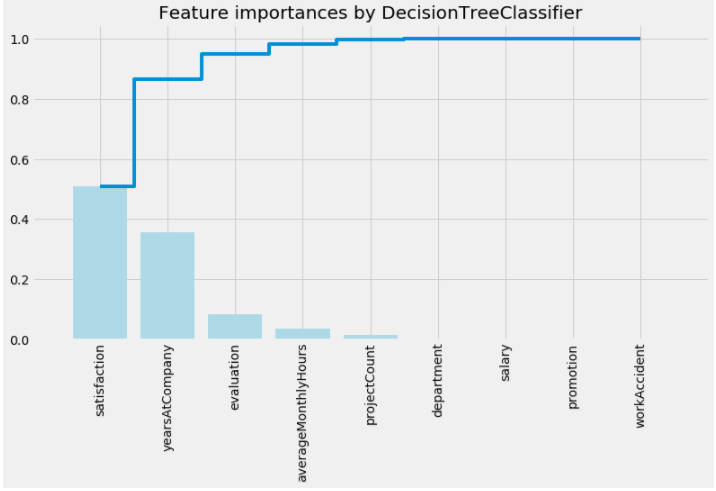 Feature importances by DecisionTreeClassifier
1.0
0.8
0.6
0.4
0.2
0.0
satisfaction
yearsAtCompany
evaluation
averageMonthlyHours
projectCount
department
salary
promotion
workAccident